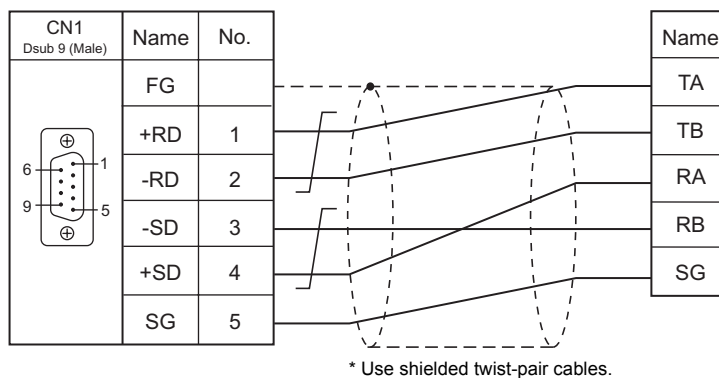 CN1
Dsub 9 (Male)
Name No.
Name
FG
TA
+RD 1
TB
-RD 2
RA
-SD 3
RB
+SD 4
SG
SG 5
6
1
9
5
* Use shielded twist-pair cables.